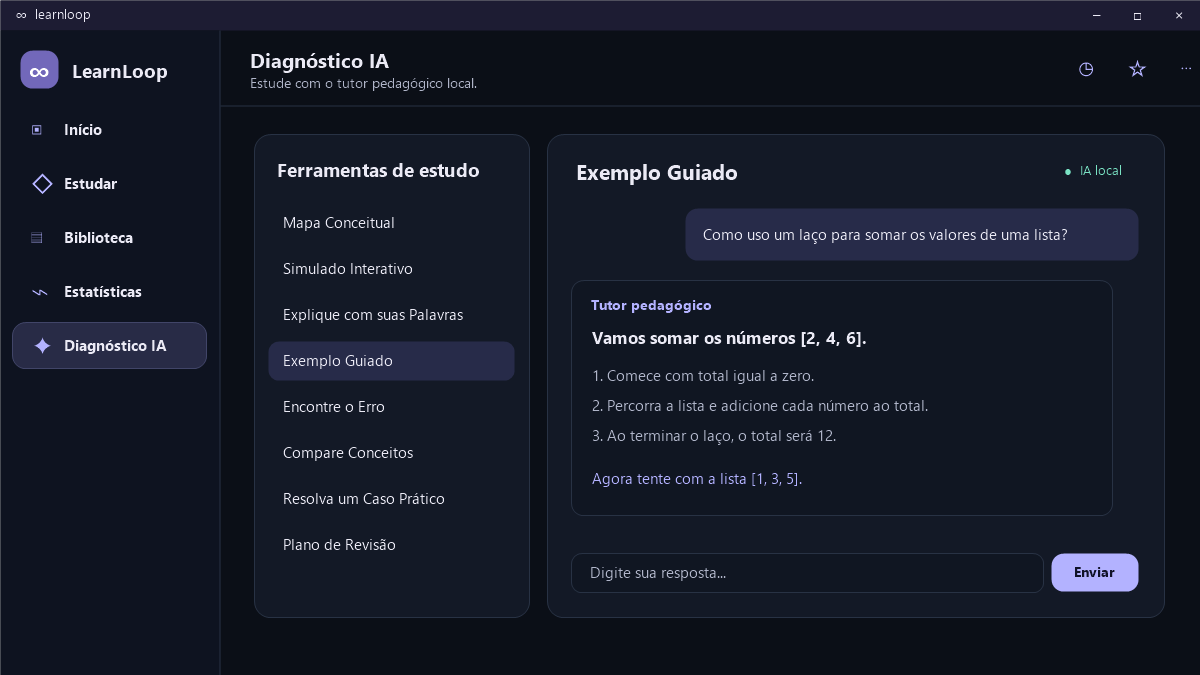 learnloop
LearnLoop
Início
Estudar
Biblioteca
Estatísticas
Diagnóstico IA
Diagnóstico IA
Estude com o tutor pedagógico local.
Ferramentas de estudo
Mapa Conceitual
Simulado Interativo
Explique com suas Palavras
Exemplo Guiado
Encontre o Erro
Compare Conceitos
Resolva um Caso Prático
Plano de Revisão
Exemplo Guiado
IA local
Como uso um laço para somar os valores de uma lista?
Tutor pedagógico
Vamos somar os números [2, 4, 6].
1. Comece com total igual a zero.
2. Percorra a lista e adicione cada número ao total.
3. Ao terminar o laço, o total será 12.
Agora tente com a lista [1, 3, 5].
Digite sua resposta...
Enviar